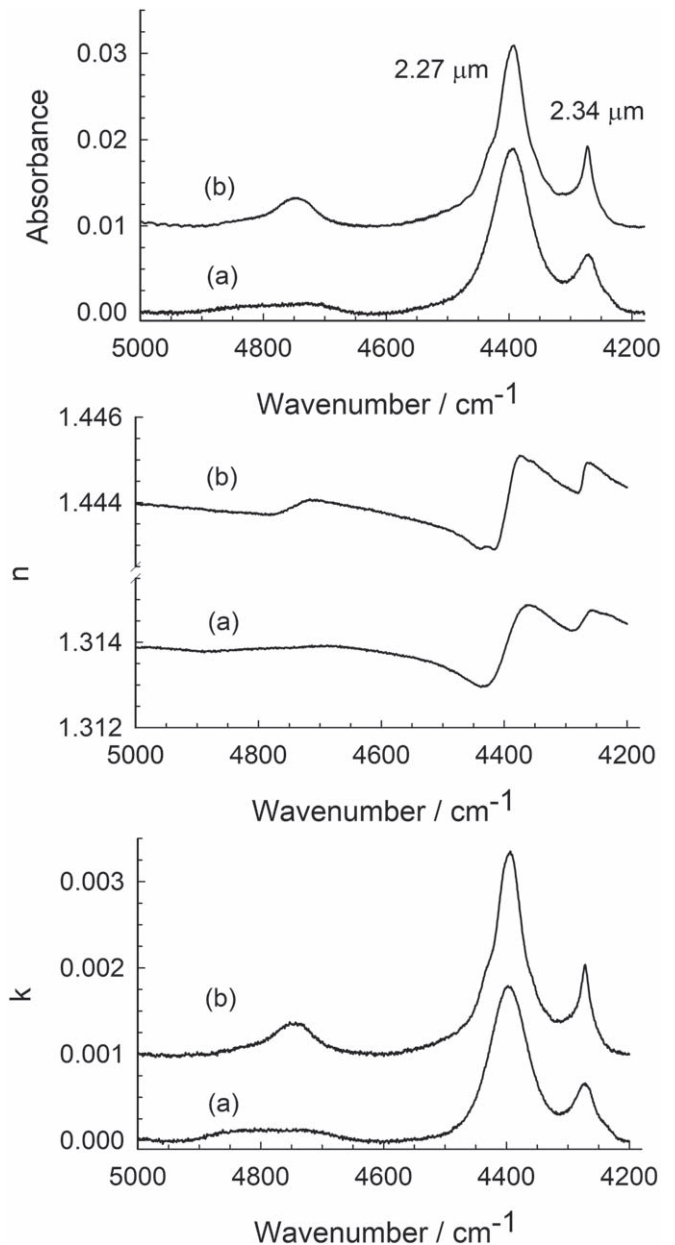 0.03
2.27 μm
2.34 μm
0.02
Absorbance
(b)
0.01
(a)
0.00
5000 4800 4600 4400 4200
Wavenumber / cm-1
1.446
(b)
1.444
n
(a)
1.314
1.312
5000 4800 4600 4400 4200
Wavenumber / cm-1
0.003
0.002
k
(b)
0.001
(a)
0.000
5000 4800 4600 4400 4200
Wavenumber / cm-1